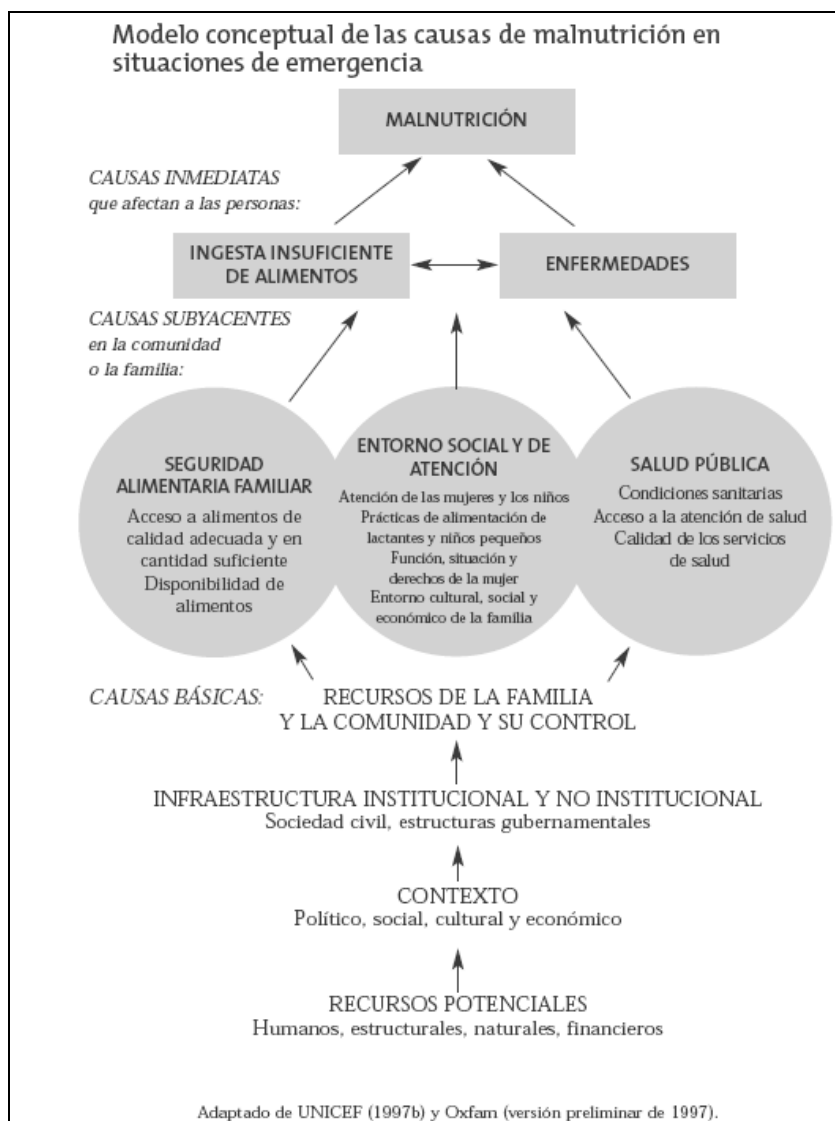 Modelo conceptual de las causas de malnutrición en
situaciones de emergencia
MALNUTRICIÓN
CAUSAS INMEDIATAS
que afectan a las personas:
INGESTA INSUFICIENTE
DE ALIMENTOS
ENFERMEDADES
CAUSAS SUBYACENTES
en la comunidad
o la familia:
SEGURIDAD
ALIMENTARIA FAMILIAR
Acceso a alimentos de
calidad adecuada y en
cantidad suficiente
Disponibilidad de
alimentos
ENTORNO SOCIAL Y DE
ATENCIÓN
Atención de las mujeres y los niños
Prácticas de alimentación de
lactantes y niños pequeños
Función, situación y
derechos de la mujer
Entorno cultural, social y
económico de la familia
SALUD PÚBLICA
Condiciones sanitarias
Acceso a la atención de salud
Calidad de los servicios
de salud
CAUSAS BÁSICAS:
RECURSOS DE LA FAMILIA
Y LA COMUNIDAD Y SU CONTROL
INFRAESTRUCTURA INSTITUCIONAL Y NO INSTITUCIONAL
Sociedad civil, estructuras gubernamentales
CONTEXTO
Político, social, cultural y económico
RECURSOS POTENCIALES
Humanos, estructurales, naturales, financieros
Adaptado de UNICEF (1997b) y Oxfam (versión preliminar de 1997).